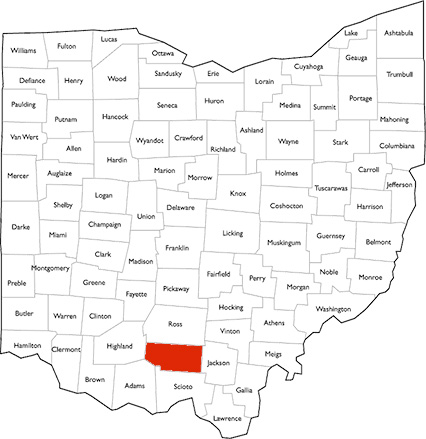 Williams
Fulton
Lucas
Ottawa
Lake
Ashtabula
Geauga
Cuyahoga
Defiance
Henry
Wood
Sandusky
Erie
Lorain
Trumbull
Paulding
Putnam
Hancock
Seneca
Huron
Medina
Summit
Portage
Mahoning
Van Wert
Allen
Wyandot
Crawford
Richland
Ashland
Wayne
Stark
Columbiana
Mercer
Auglaize
Hardin
Marion
Morrow
Holmes
Tuscarawas
Carroll
Jefferson
Shelby
Logan
Union
Delaware
Knox
Coshocton
Harrison
Darke
Miami
Champaign
Clark
Madison
Franklin
Licking
Muskingum
Guernsey
Belmont
Preble
Montgomery
Greene
Fayette
Pickaway
Fairfield
Perry
Morgan
Noble
Monroe
Butler
Warren
Clinton
Ross
Hocking
Vinton
Athens
Washington
Hamilton
Clermont
Highland
Jackson
Meigs
Brown
Adams
Scioto
Gallia
Lawrence